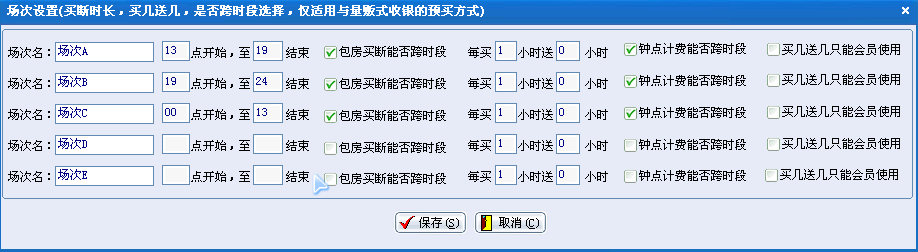 场次设置(买断时长，买几送几，是否跨时段选择，仅适用与量贩式收银的预买方式)
场次名： 场次A 13 点开始，至 19 结束 包房买断能否跨时段 每买 1 小时送 0 小时 钟点计费能否跨时段 买几送几只能会员使用
场次名： 场次B 19 点开始，至 24 结束 包房买断能否跨时段 每买 1 小时送 0 小时 钟点计费能否跨时段 买几送几只能会员使用
场次名： 场次C 00 点开始，至 13 结束 包房买断能否跨时段 每买 1 小时送 0 小时 钟点计费能否跨时段 买几送几只能会员使用
场次名： 场次D 点开始，至 结束 包房买断能否跨时段 每买 1 小时送 0 小时 钟点计费能否跨时段 买几送几只能会员使用
场次名： 场次E 点开始，至 结束 包房买断能否跨时段 每买 1 小时送 0 小时 钟点计费能否跨时段 买几送几只能会员使用
保存(S) 取消(C)